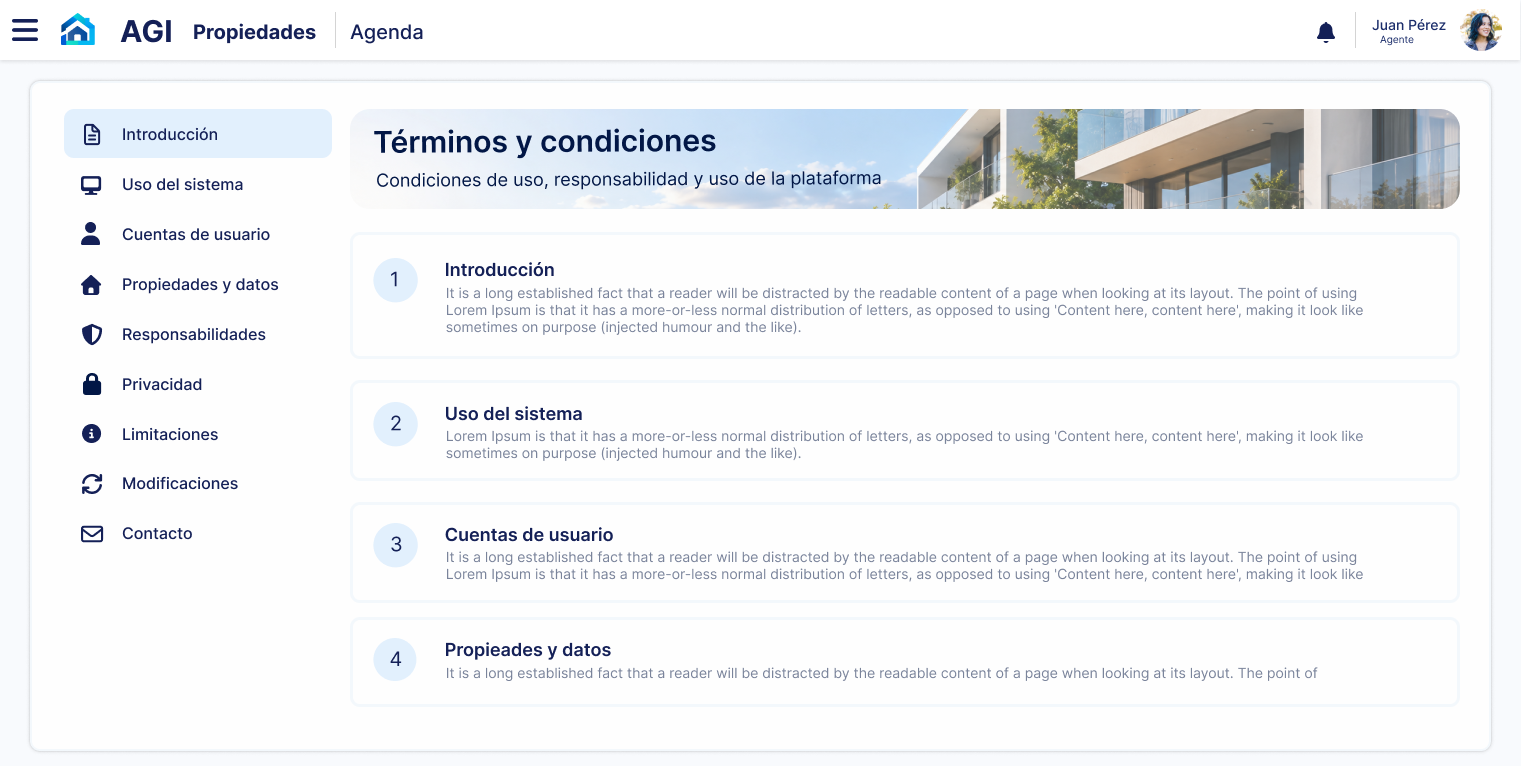 AGI Propiedades Agenda
Juan Pérez
Agente
Introducción
Uso del sistema
Cuentas de usuario
Propiedades y datos
Responsabilidades
Privacidad
Limitaciones
Modificaciones
Contacto
Términos y condiciones
Condiciones de uso, responsabilidad y uso de la plataforma
1
Introducción
It is a long established fact that a reader will be distracted by the readable content of a page when looking at its layout. The point of using
Lorem Ipsum is that it has a more-or-less normal distribution of letters, as opposed to using 'Content here, content here', making it look like
sometimes on purpose (injected humour and the like).
2
Uso del sistema
Lorem Ipsum is that it has a more-or-less normal distribution of letters, as opposed to using 'Content here, content here', making it look like
sometimes on purpose (injected humour and the like).
3
Cuentas de usuario
It is a long established fact that a reader will be distracted by the readable content of a page when looking at its layout. The point of using
Lorem Ipsum is that it has a more-or-less normal distribution of letters, as opposed to using 'Content here, content here', making it look like
4
Propieades y datos
It is a long established fact that a reader will be distracted by the readable content of a page when looking at its layout. The point of